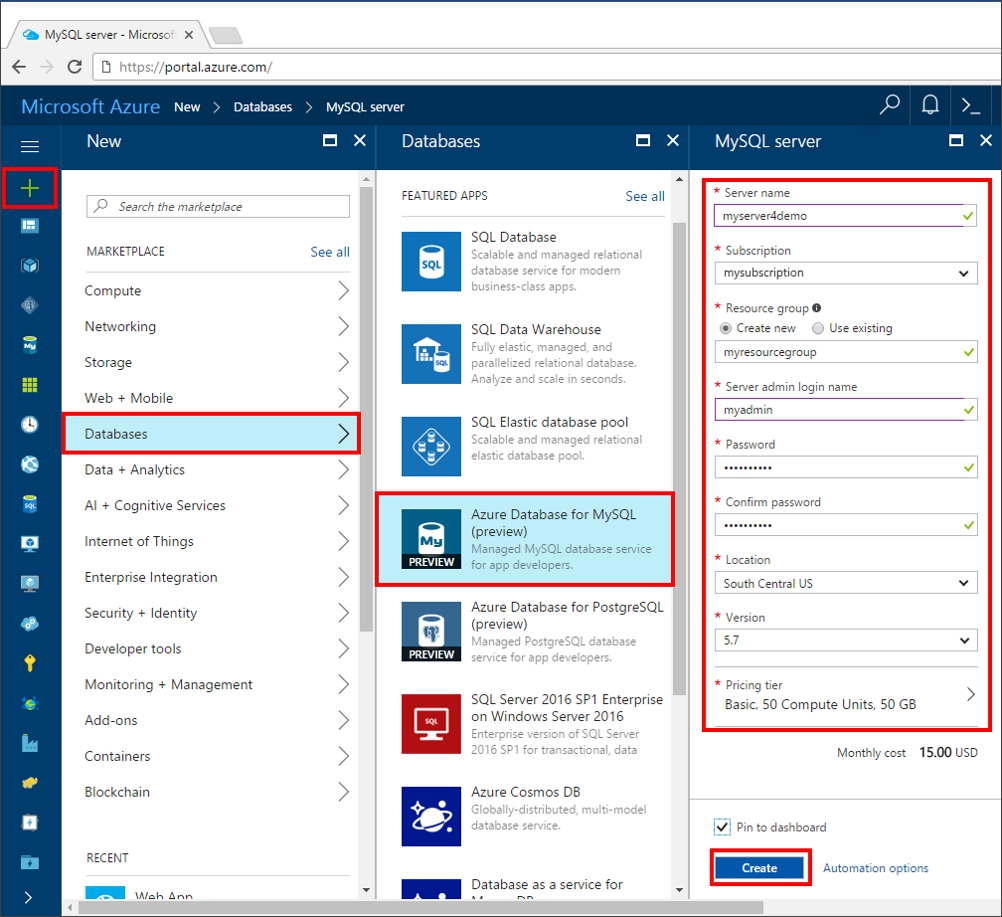 MySQL server - Microsof
https://portal.azure.com/
Microsoft Azure New > Databases > MySQL server
New
Search the marketplace
MARKETPLACE See all
Compute
Networking
Storage
Web + Mobile
Databases
Data + Analytics
AI + Cognitive Services
Internet of Things
Enterprise Integration
Security + Identity
Developer tools
Monitoring + Management
Add-ons
Containers
Blockchain
RECENT
Web App
Databases
FEATURED APPS See all
SQL Database
Scalable and managed relational
database service for modern
business-class apps.
SQL Data Warehouse
Fully elastic, managed, and
parallelized relational database.
Analyze and scale in seconds.
SQL Elastic database pool
Scalable and managed relational
elastic database pool.
Azure Database for MySQL
(preview)
Managed MySQL database service
for app developers.
My
PREVIEW
Azure Database for PostgreSQL
(preview)
Managed PostgreSQL database
service for app developers.
PREVIEW
SQL Server 2016 SP1 Enterprise
on Windows Server 2016
Enterprise version of SQL Server
2016 SP1 for transactional, data
Azure Cosmos DB
Globally-distributed, multi-model
database service.
Database as a service for
MySQL server
* Server name
myserver4demo
* Subscription
mysubscription
* Resource group
Create new Use existing
myresourcegroup
* Server admin login name
myadmin
* Password
••••••••••
* Confirm password
••••••••••
* Location
South Central US
* Version
5.7
* Pricing tier
Basic, 50 Compute Units, 50 GB
Monthly cost 15.00 USD
Pin to dashboard
Create Automation options